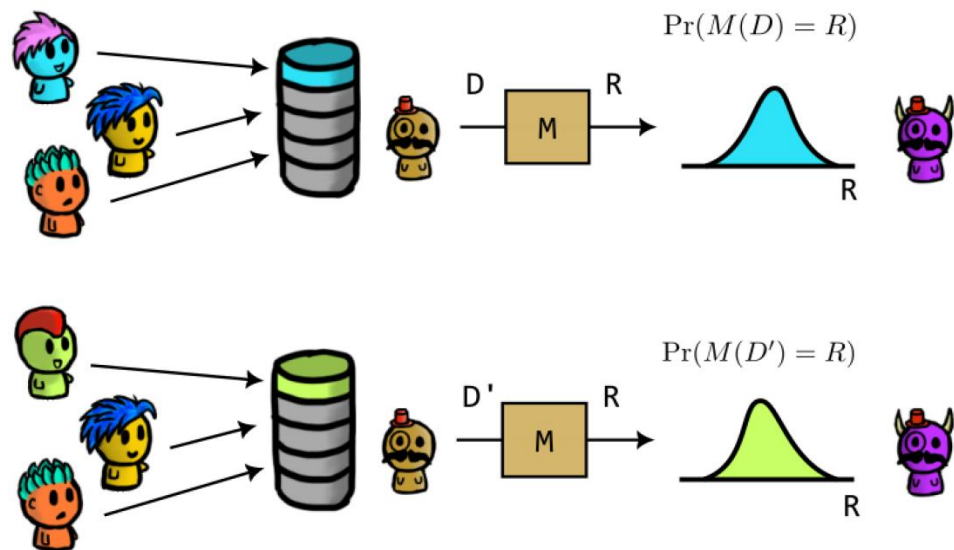 Pr(M(D) = R)
D
R
M
R
Pr(M(D′) = R)
D'
R
M
R